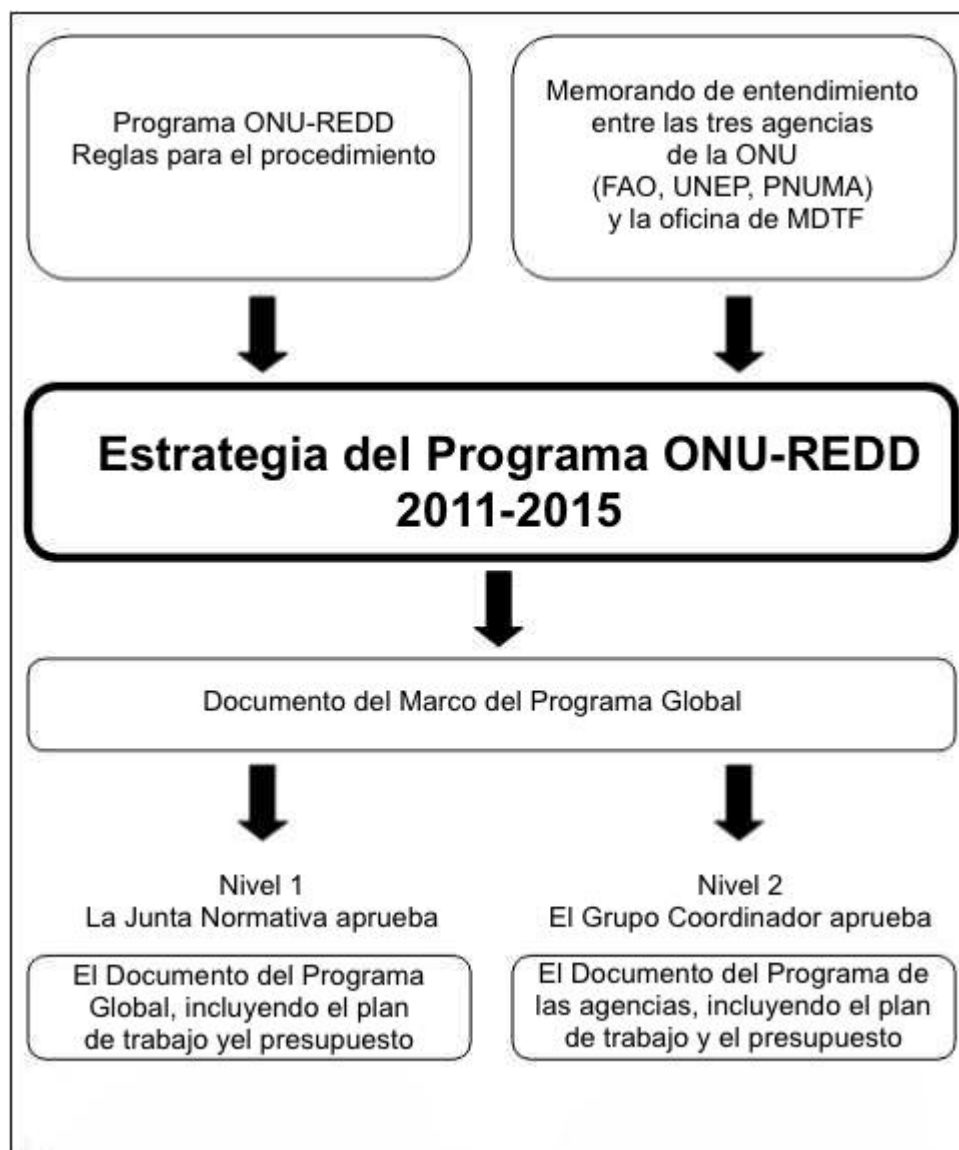 Programa ONU-REDD
Reglas para el procedimiento
Memorando de entendimiento
entre las tres agencias
de la ONU
(FAO, UNEP, PNUMA)
y la oficina de MDTF
Estrategia del Programa ONU-REDD
2011-2015
Documento del Marco del Programa Global
Nivel 1
La Junta Normativa aprueba
El Documento del Programa
Global, incluyendo el plan
de trabajo yel presupuesto
Nivel 2
El Grupo Coordinador aprueba
El Documento del Programa de
las agencias, incluyendo el plan
de trabajo y el presupuesto